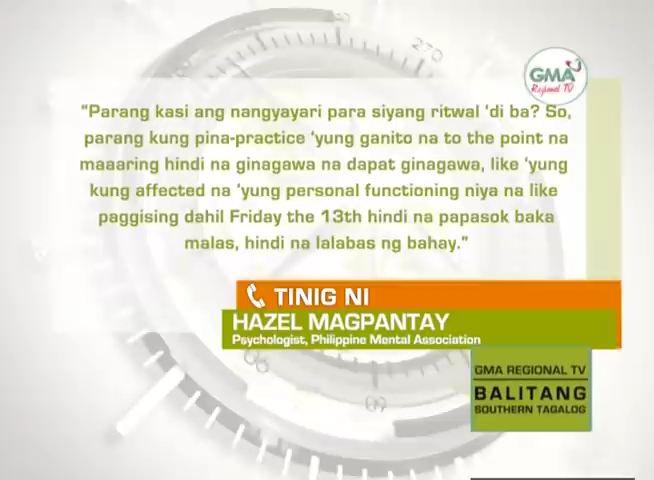 270
GMA
Regional TV
“Parang kasi ang nangyayari para siyang ritwal ‘di ba? So,
parang kung pina-practice ‘yung ganito na to the point na
maaaring hindi na ginagawa na dapat ginagawa, like ‘yung
kung affected na ‘yung personal functioning niya na like
paggising dahil Friday the 13th hindi na papasok baka
malas, hindi na lalabas ng bahay.”
TINIG NI
HAZEL MAGPANTAY
Psychologist, Philippine Mental Association
GMA REGIONAL TV
BALITANG
SOUTHERN TAGALOG